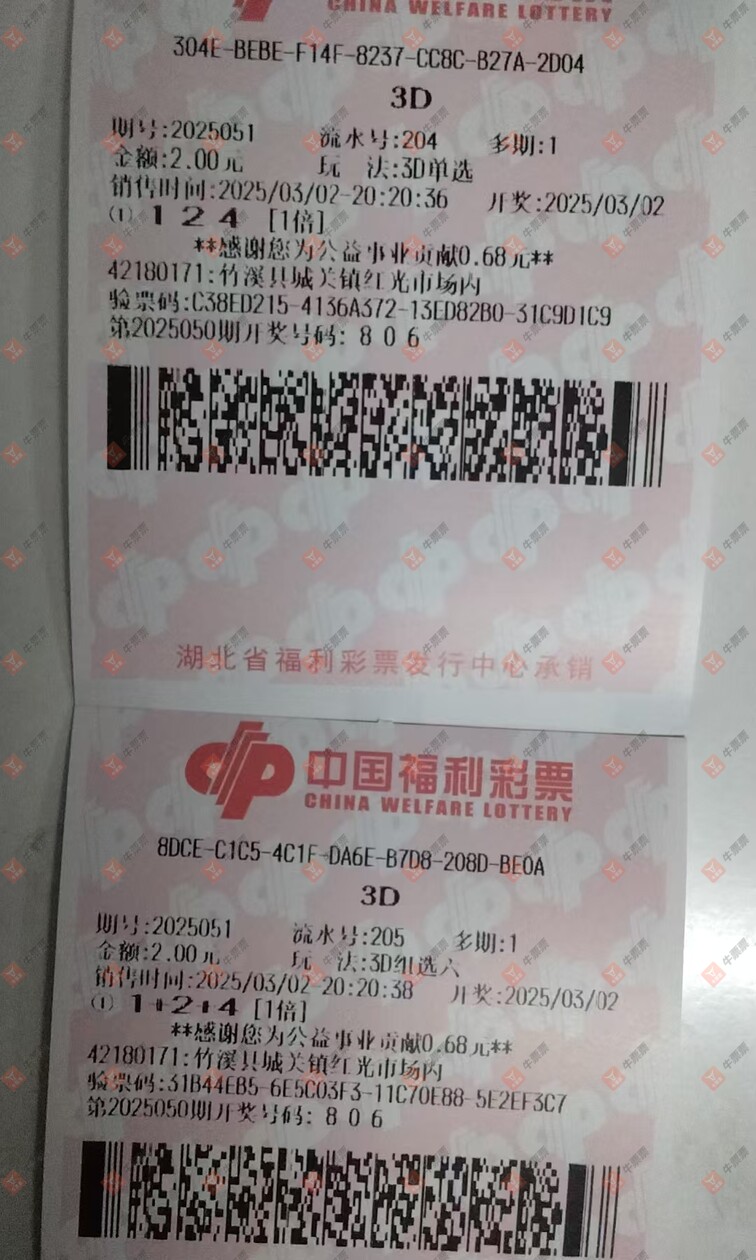 CHINA WELFARE LOTTERY
304E-BEBE-F14F-8237-CC8C-B27A-2D04
3D
期号:2025051 流水号:204 多期:1
金额:2.00元 玩 法:3D单选
销售时间:2025/03/02-20:20:36 开奖:2025/03/02
(1) 1 2 4 [1倍]
**感谢您为公益事业贡献0.68元**
42180171:竹溪县城关镇红光市场内
验票码:C38ED215-4136A372-13ED82B0-31C9D1C9
第2025050期开奖号码: 8 0 6
湖北省福利彩票发行中心承销
中国福利彩票
CHINA WELFARE LOTTERY
8DCE-C1C5-4C1F-DA6E-B7D8-208D-BE0A
3D
期号:2025051 流水号:205 多期:1
金额:2.00元 玩 法:3D组选六
销售时间:2025/03/02-20:20:38 开奖:2025/03/02
(1) 1+2+4 [1倍]
**感谢您为公益事业贡献0.68元**
42180171:竹溪县城关镇红光市场内
验票码:31B44EB5-6E5C03F3-11C70E88-5E2EF3C7
第2025050期开奖号码: 8 0 6